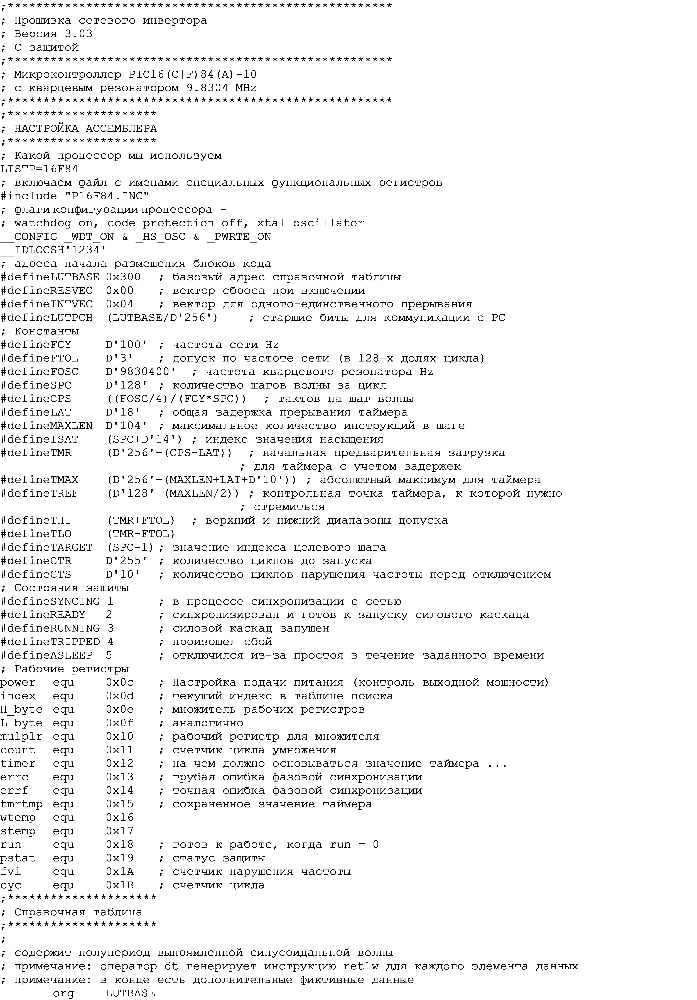 ;******************************************************
; Прошивка сетевого инвертора
; Версия 3.03
; С защитой
;******************************************************
; Микроконтроллер PIC16(C|F)84(A)-10
; с кварцевым резонатором 9.8304 MHz
;******************************************************
;*********************
; НАСТРОЙКА АССЕМБЛЕРА
;*********************
; Какой процессор мы используем
LISTP=16F84
; включаем файл с именами специальных функциональных регистров
#include "P16F84.INC"
; флаги конфигурации процессора -
; watchdog on, code protection off, xtal oscillator
__CONFIG _WDT_ON & _HS_OSC & _PWRTE_ON
__IDLOCSH'1234'
; адреса начала размещения блоков кода
#defineLUTBASE 0x300 ; базовый адрес справочной таблицы
#defineRESVEC 0x00 ; вектор сброса при включении
#defineINTVEC 0x04 ; вектор для одного-единственного прерывания
#defineLUTPCH (LUTBASE/D'256') ; старшие биты для коммуникации с PC
; Константы
#defineFCY D'100' ; частота сети Hz
#defineFTOL D'3' ; допуск по частоте сети (в 128-х долях цикла)
#defineFOSC D'9830400' ; частота кварцевого резонатора Hz
#defineSPC D'128' ; количество шагов волны за цикл
#defineCPS ((FOSC/4)/(FCY*SPC)) ; тактов на шаг волны
#defineLAT D'18' ; общая задержка прерывания таймера
#defineMAXLEN D'104' ; максимальное количество инструкций в шаге
#defineISAT (SPC+D'14') ; индекс значения насыщения
#defineTMR (D'256'-(CPS-LAT)) ; начальная предварительная загрузка
; для таймера с учетом задержек
#defineTMAX (D'256'-(MAXLEN+LAT+D'10')) ; абсолютный максимум для таймера
#defineTREF (D'128'+(MAXLEN/2)) ; контрольная точка таймера, к которой нужно
; стремиться
#defineTHI (TMR+FTOL) ; верхний и нижний диапазоны допуска
#defineTLO (TMR-FTOL)
#defineTARGET (SPC-1) ; значение индекса целевого шага
#defineCTR D'255' ; количество циклов до запуска
#defineCTS D'10' ; количество циклов нарушения частоты перед отключением
; Состояния защиты
#defineSYNCING 1 ; в процессе синхронизации с сетью
#defineREADY 2 ; синхронизирован и готов к запуску силового каскада
#defineRUNNING 3 ; силовой каскад запущен
#defineTRIPPED 4 ; произошел сбой
#defineASLEEP 5 ; отключился из-за простоя в течение заданного времени
; Рабочие регистры
power equ 0x0c ; Настройка подачи питания (контроль выходной мощности)
index equ 0x0d ; текущий индекс в таблице поиска
H_byte equ 0x0e ; множитель рабочих регистров
L_byte equ 0x0f ; аналогично
mulplr equ 0x10 ; рабочий регистр для множителя
count equ 0x11 ; счетчик цикла умножения
timer equ 0x12 ; на чем должно основываться значение таймера ...
errc equ 0x13 ; грубая ошибка фазовой синхронизации
errf equ 0x14 ; точная ошибка фазовой синхронизации
tmrtmp equ 0x15 ; сохраненное значение таймера
wtemp equ 0x16
stemp equ 0x17
run equ 0x18 ; готов к работе, когда run = 0
pstat equ 0x19 ; статус защиты
fvi equ 0x1A ; счетчик нарушения частоты
cyc equ 0x1B ; счетчик цикла
;*********************
; Справочная таблица
;*********************
;
; содержит полупериод выпрямленной синусоидальной волны
; примечание: оператор dt генерирует инструкцию retlw для каждого элемента данных
; примечание: в конце есть дополнительные фиктивные данные
org LUTBASE